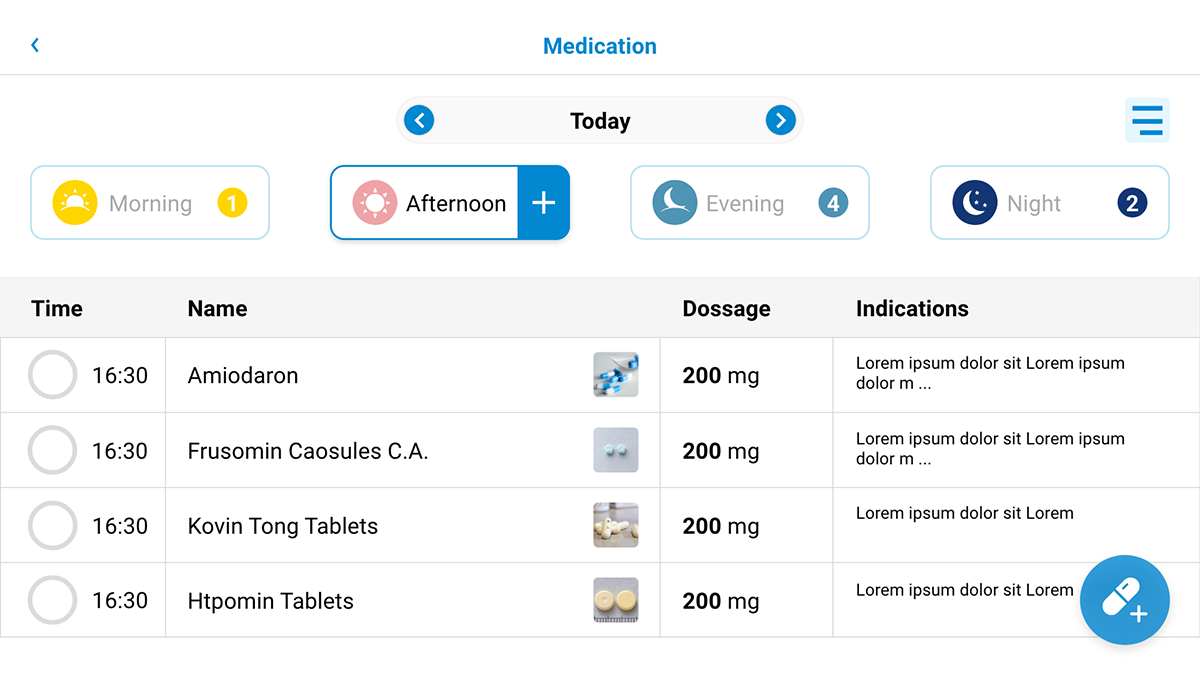 Medication
Today
Morning 1
Afternoon +
Evening 4
Night 2
Time Name Dossage Indications
16:30 Amiodaron 200 mg Lorem ipsum dolor sit Lorem ipsum
dolor m ...
16:30 Frusomin Caosules C.A. 200 mg Lorem ipsum dolor sit Lorem ipsum
dolor m ...
16:30 Kovin Tong Tablets 200 mg Lorem ipsum dolor sit Lorem
16:30 Htpomin Tablets 200 mg Lorem ipsum dolor sit Lorem